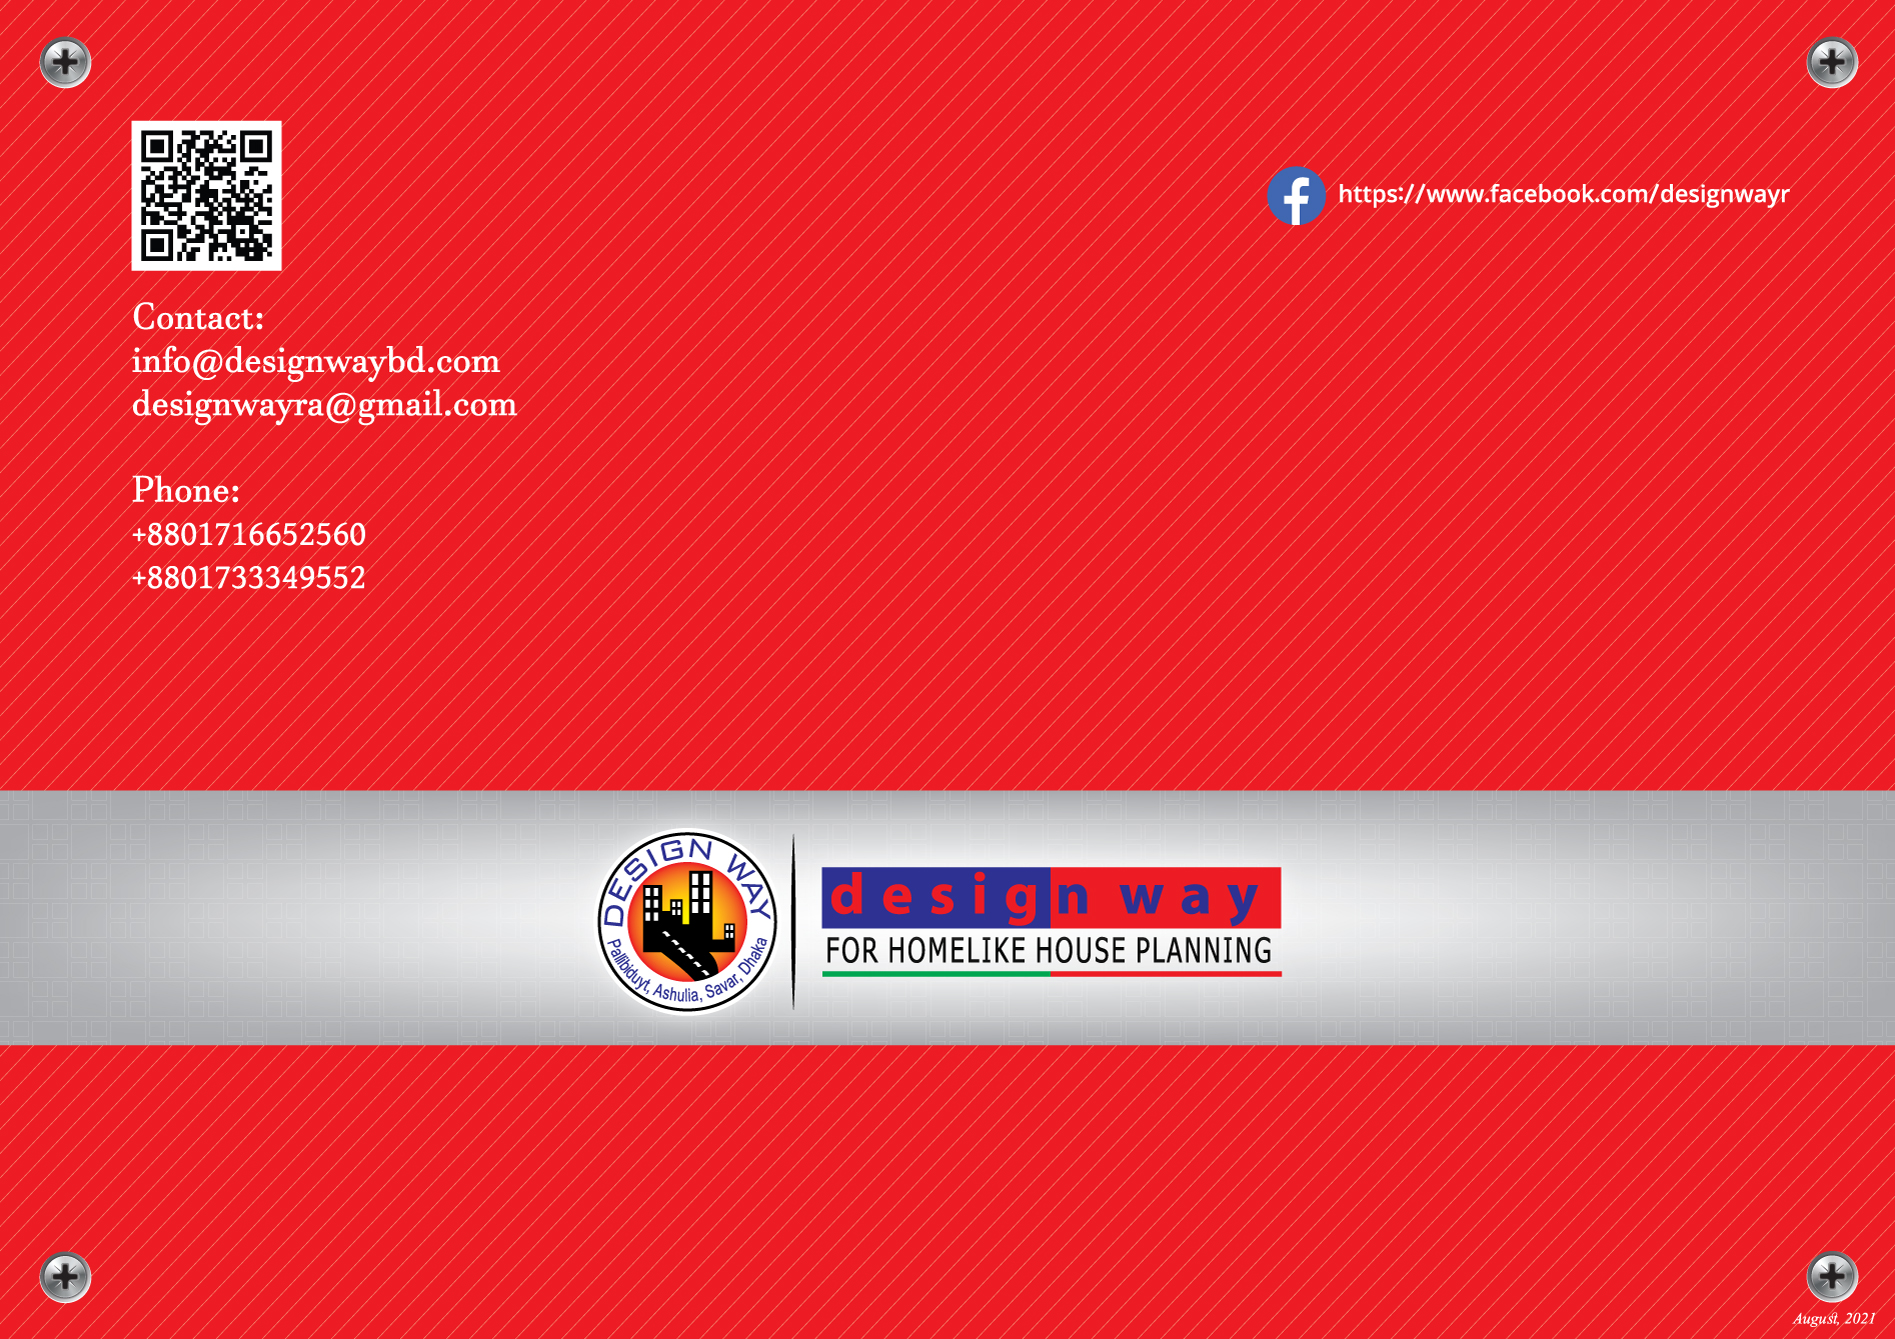 Contact:
info@designwaybd.com
designwayra@gmail.com
Phone:
+8801716652560
+8801733349552
https://www.facebook.com/designwayr
DESIGN WAY
Pallibiduyt, Ashulia, Savar, Dhaka
design way
FOR HOMELIKE HOUSE PLANNING
August, 2021